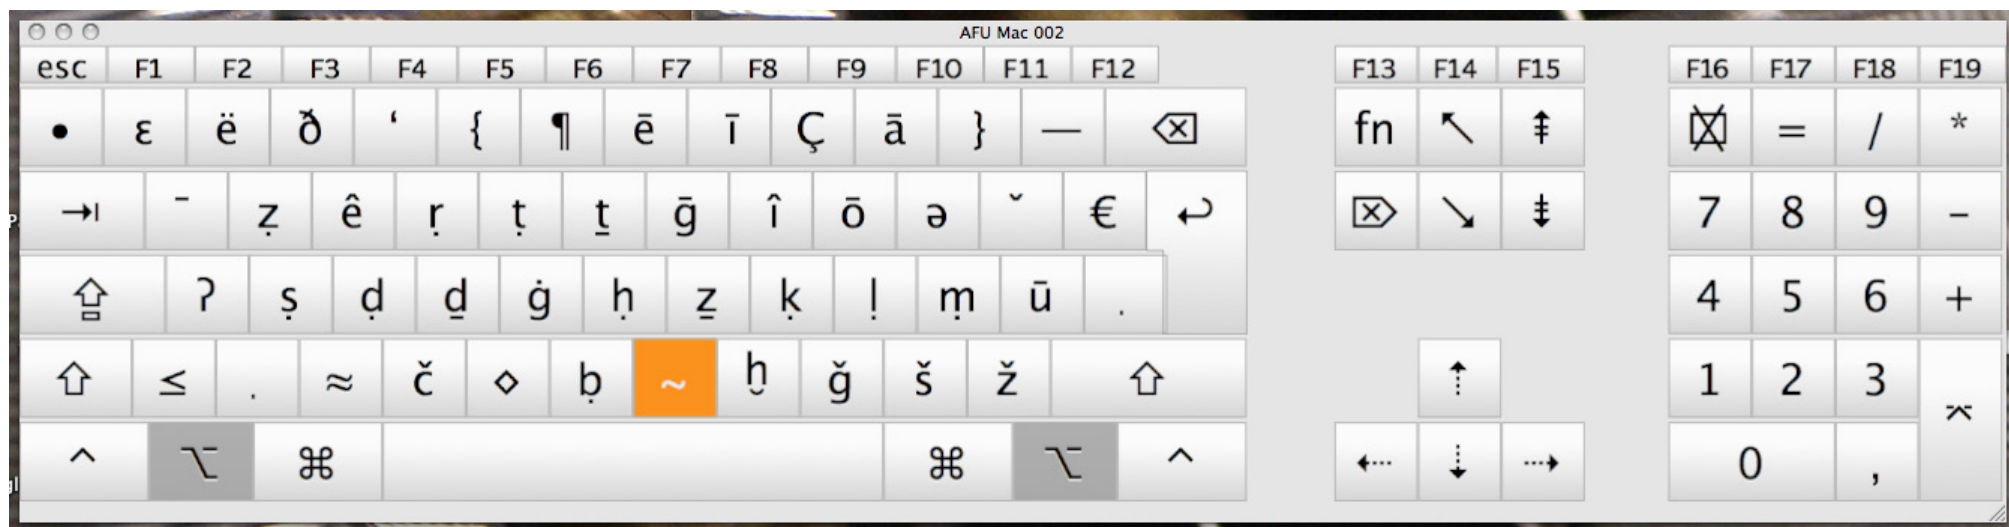 AFU Mac 002
esc F1 F2 F3 F4 F5 F6 F7 F8 F9 F10 F11 F12 F13 F14 F15 F16 F17 F18 F19
• ε ë ð ‘ { ¶ ē ī Ç ā } — ⌫ fn ↖ ⇞ = / *
⇥ ¯ ẓ ê ṛ ṭ ṯ ḡ î ō ə ˇ € ↩ ⌦ ↘ ⇟ 7 8 9 –
⇪ ʔ ṣ ḍ ḏ ġ ḥ ẕ ḳ ḷ ṃ ū . 4 5 6 +
⇧ ≤ . ≈ č ⋄ ḅ ~ ḫ ğ š ž ⇧ ⇡ 1 2 3 ⌤
^ ⌥ ⌘ ⌘ ⌥ ^ ⇠ ⇣ ⇢ 0 ,